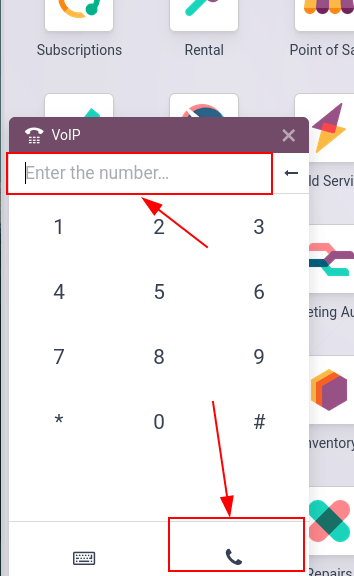 Subscriptions Rental Point of Sa
VoIP
Enter the number...
ld Servi
1 2 3
4 5 6
eting Au
7 8 9
* 0 #
nventory
Repairs